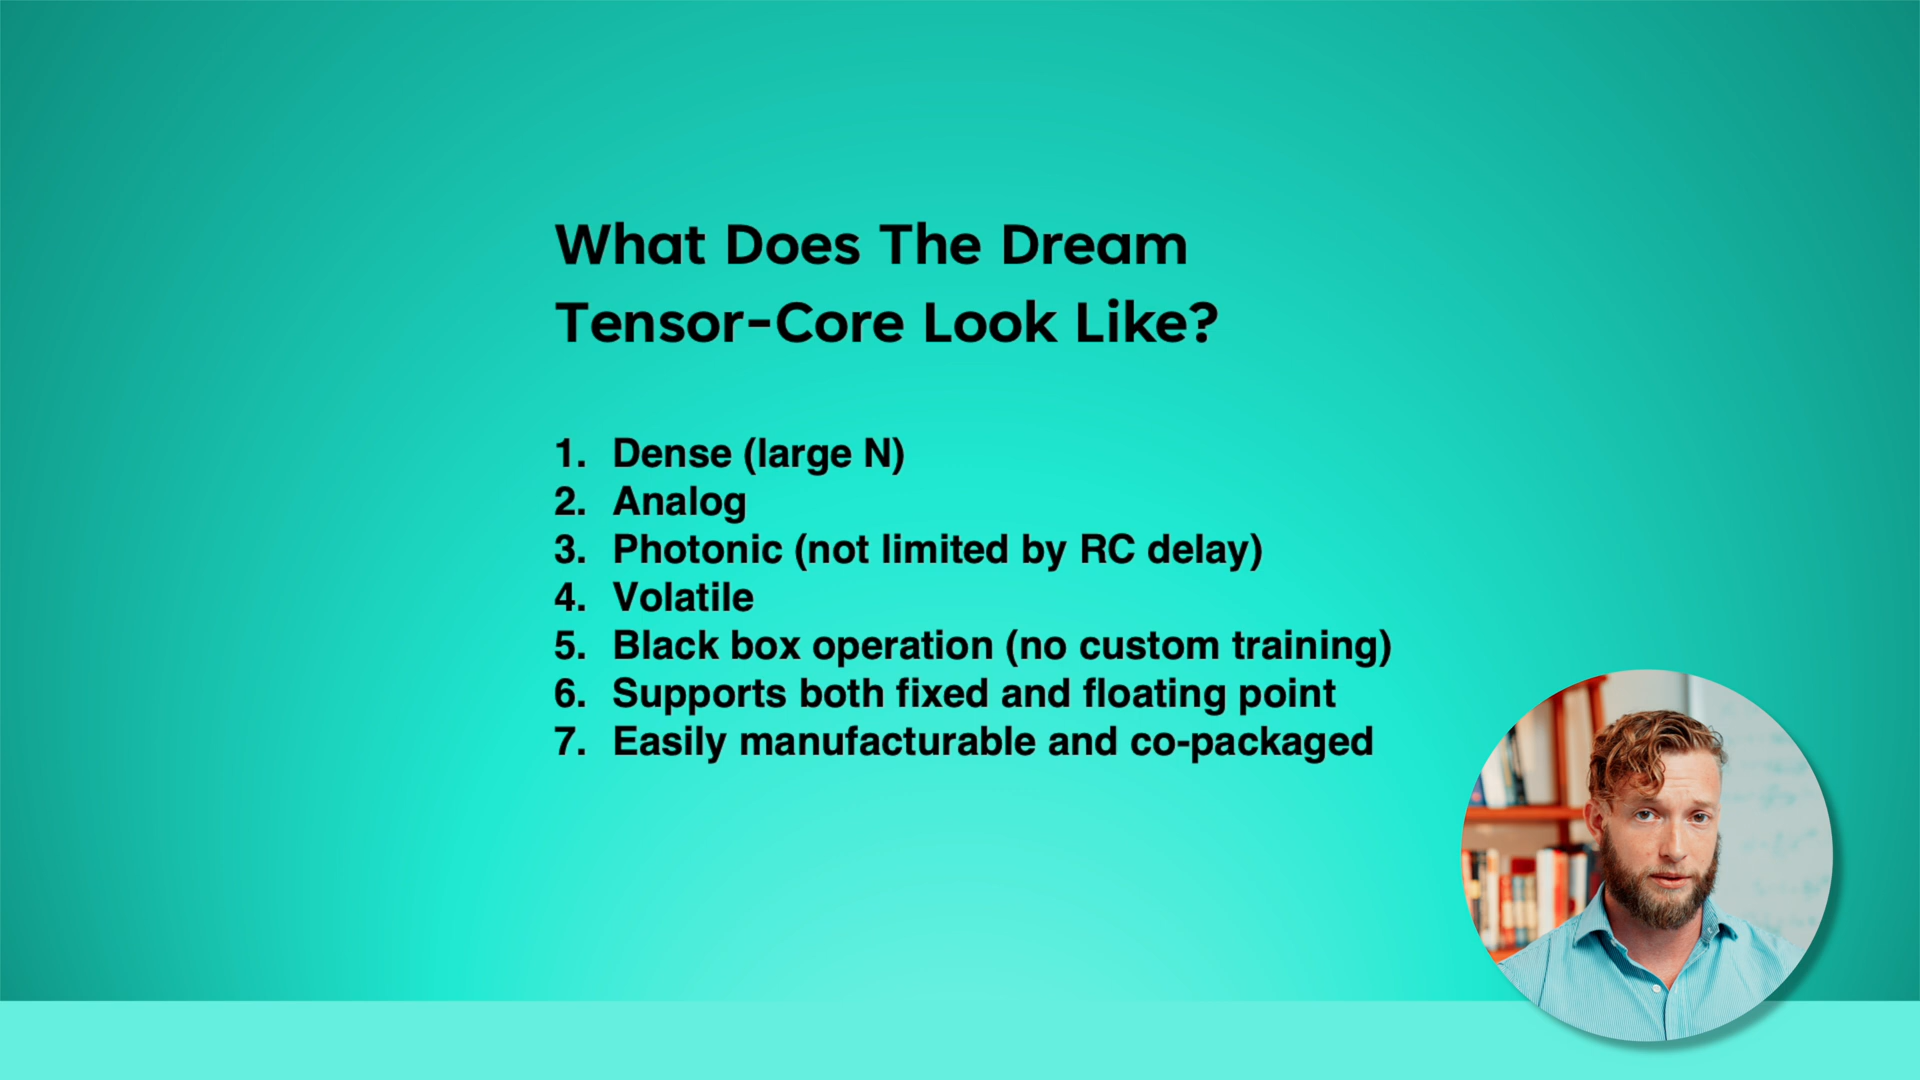 What Does The Dream
Tensor-Core Look Like?
1. Dense (large N)
2. Analog
3. Photonic (not limited by RC delay)
4. Volatile
5. Black box operation (no custom training)
6. Supports both fixed and floating point
7. Easily manufacturable and co-packaged